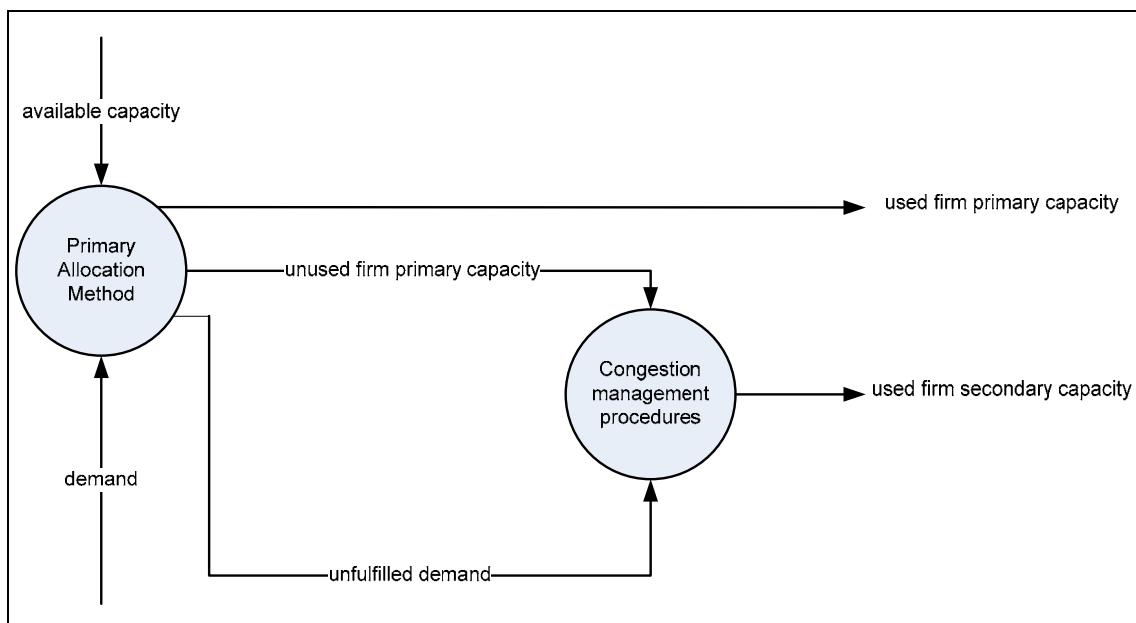 available capacity
used firm primary capacity
Primary
Allocation
Method
unused firm primary capacity
Congestion
management
procedures
used firm secondary capacity
demand
unfulfilled demand